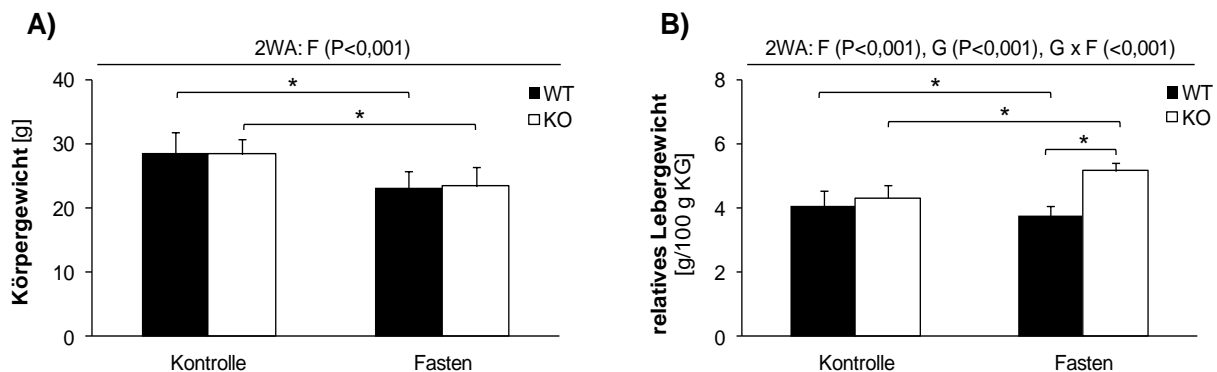 A)
2WA: F (P<0,001)
Körpergewicht [g]
40
30
20
10
0
*
*
WT
KO
Kontrolle
Fasten
B)
2WA: F (P<0,001), G (P<0,001), G x F (<0,001)
relatives Lebergewicht
[g/100 g KG]
8
6
4
2
0
*
*
*
WT
KO
Kontrolle
Fasten